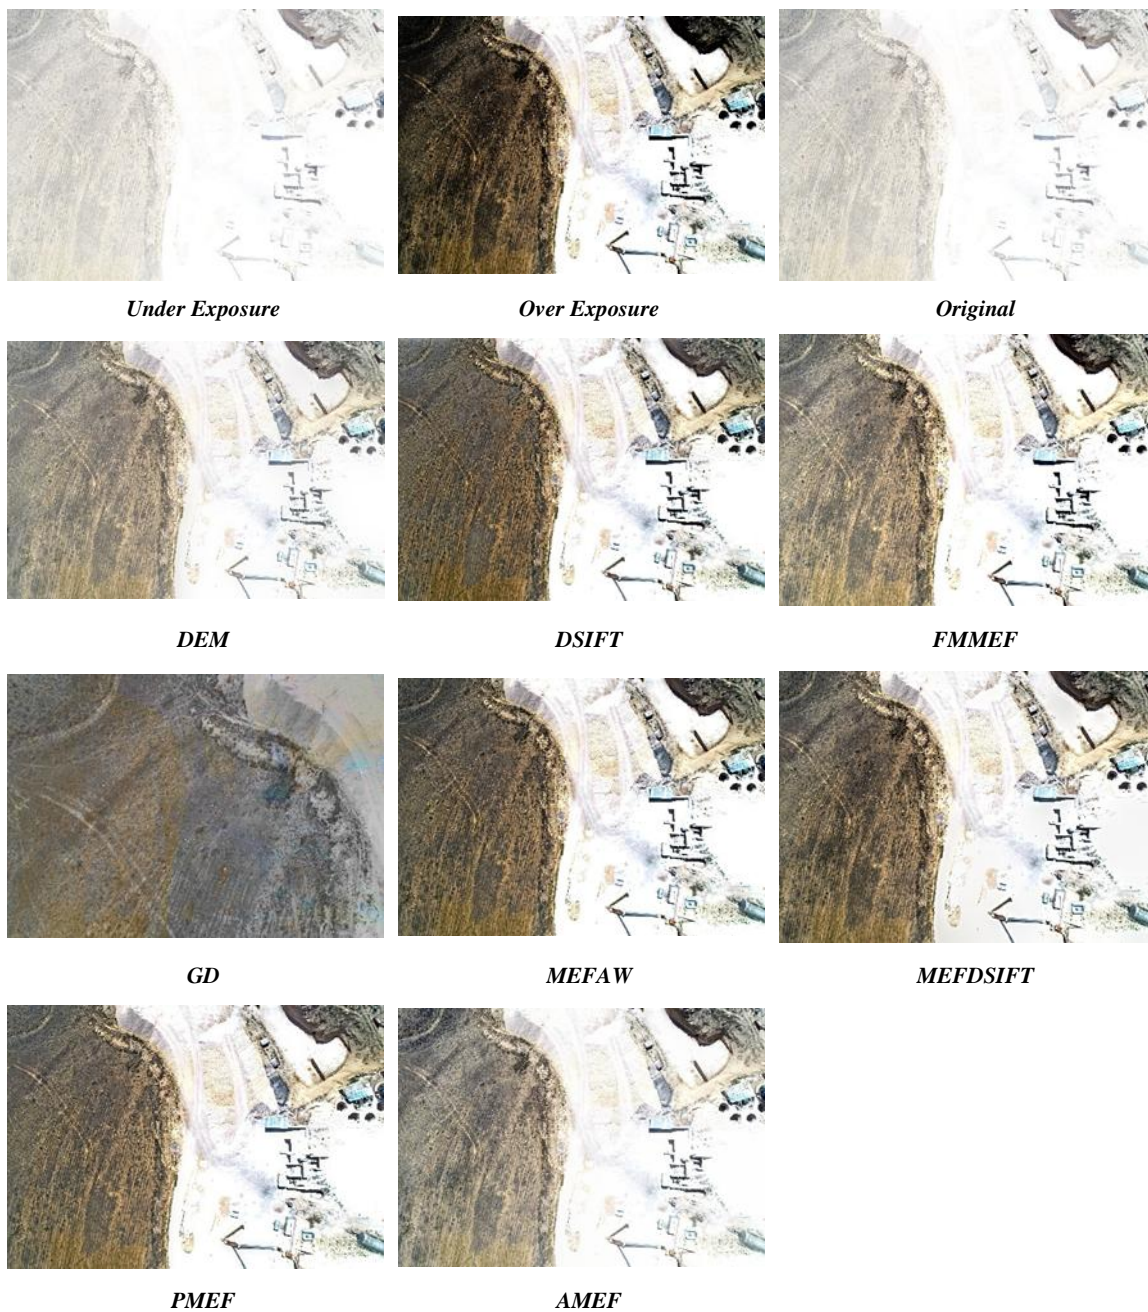 Under Exposure
Over Exposure
Original
DEM
DSIFT
FMMEF
GD
MEFAW
MEFDSIFT
PMEF
AMEF